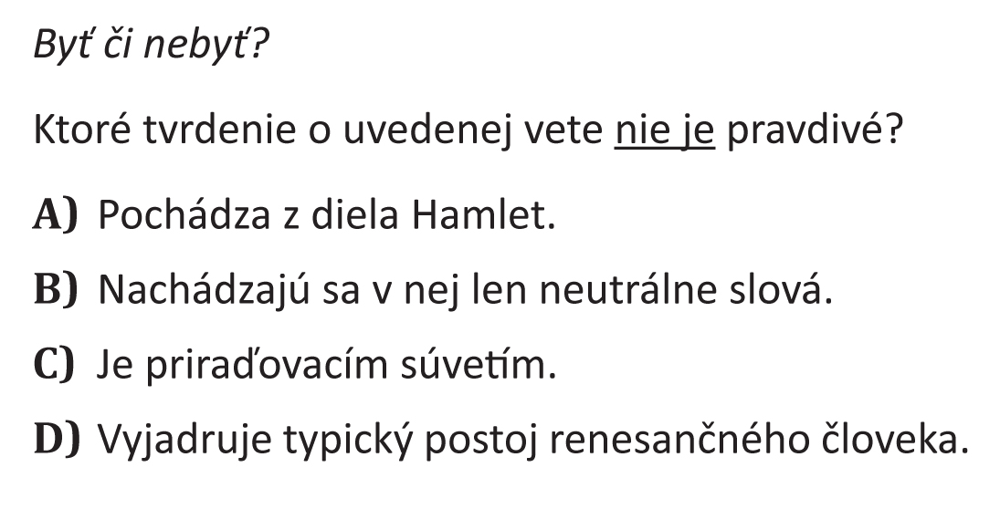 Byť či nebyť?
Ktoré tvrdenie o uvedenej vete nie je pravdivé?
A) Pochádza z diela Hamlet.
B) Nachádzajú sa v nej len neutrálne slová.
C) Je priraďovacím súvetím.
D) Vyjadruje typický postoj renesančného človeka.